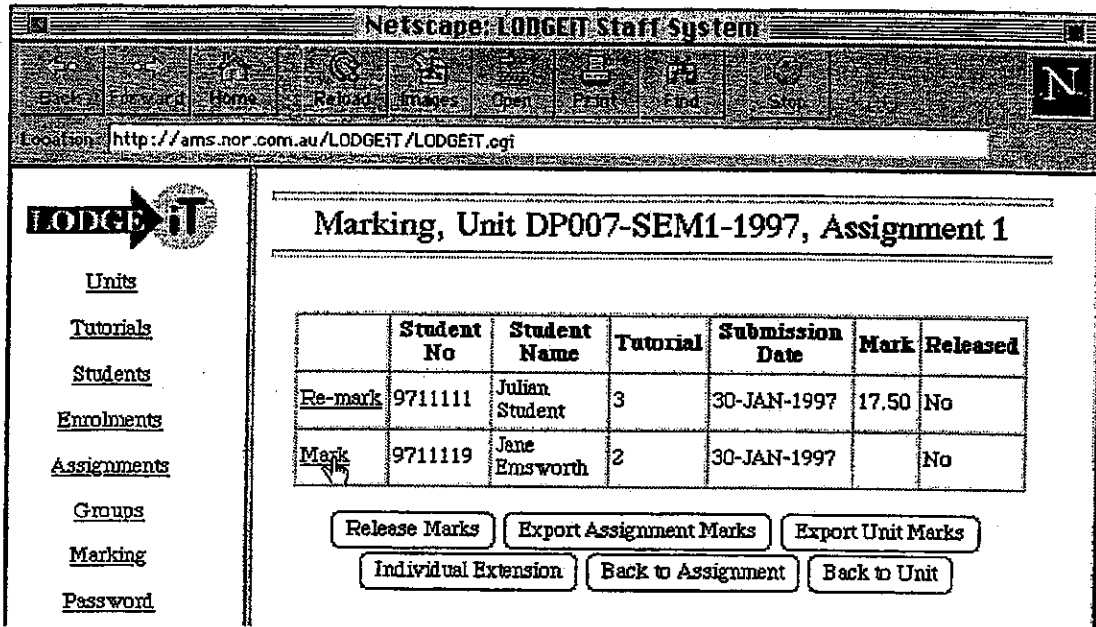 Netscape: LODGEiT Staff System
Back Forward Home Reload Images Open Print Find Stop
N
Location: http://ams.nor.com.au/LODGEiT/LODGEiT.cgi
LODGE iT
Units
Tutorials
Students
Enrolments
Assignments
Groups
Marking
Password
Marking, Unit DP007-SEM1-1997, Assignment 1
Student No Student Name Tutorial Submission Date Mark Released
Re-mark 9711111 Julian Student 3 30-JAN-1997 17.50 No
Mark 9711119 Jane Emsworth 2 30-JAN-1997 No
Release Marks Export Assignment Marks Export Unit Marks
Individual Extension Back to Assignment Back to Unit